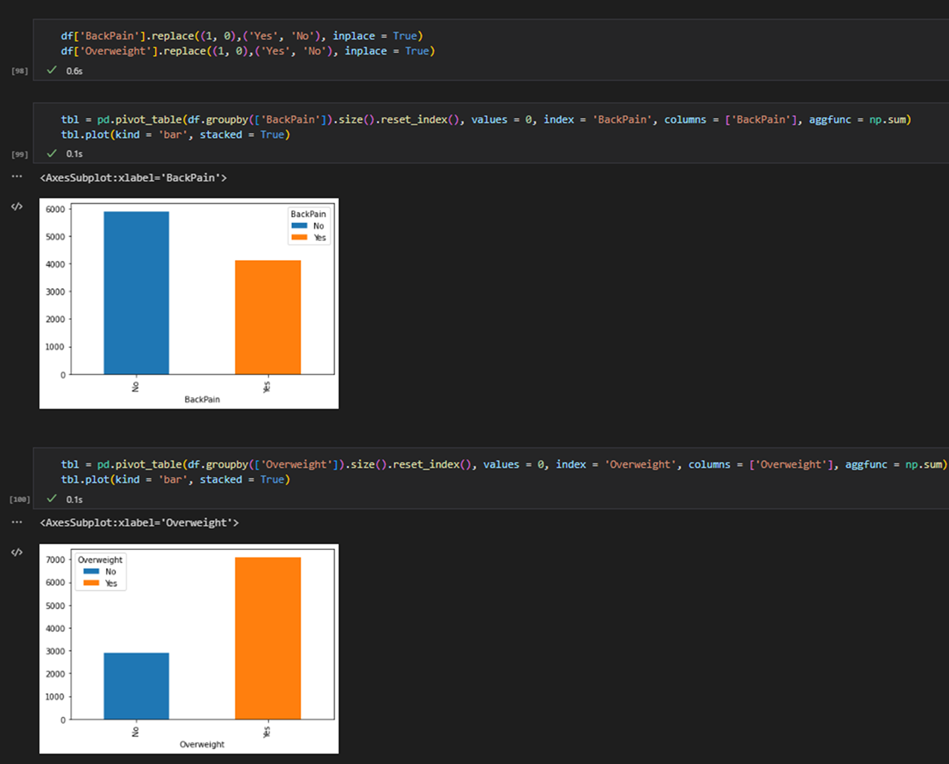 df['BackPain'].replace((1, 0),('Yes', 'No'), inplace = True)
df['Overweight'].replace((1, 0),('Yes', 'No'), inplace = True)
[98] ✓ 0.6s
tbl = pd.pivot_table(df.groupby(['BackPain']).size().reset_index(), values = 0, index = 'BackPain', columns = ['BackPain'], aggfunc = np.sum)
tbl.plot(kind = 'bar', stacked = True)
[99] ✓ 0.1s
... <AxesSubplot:xlabel='BackPain'>
</>
BackPain
No
Yes
6000
5000
4000
3000
2000
1000
0
No
Yes
BackPain
tbl = pd.pivot_table(df.groupby(['Overweight']).size().reset_index(), values = 0, index = 'Overweight', columns = ['Overweight'], aggfunc = np.sum)
tbl.plot(kind = 'bar', stacked = True)
[100] ✓ 0.1s
... <AxesSubplot:xlabel='Overweight'>
</>
Overweight
No
Yes
7000
6000
5000
4000
3000
2000
1000
0
No
Yes
Overweight